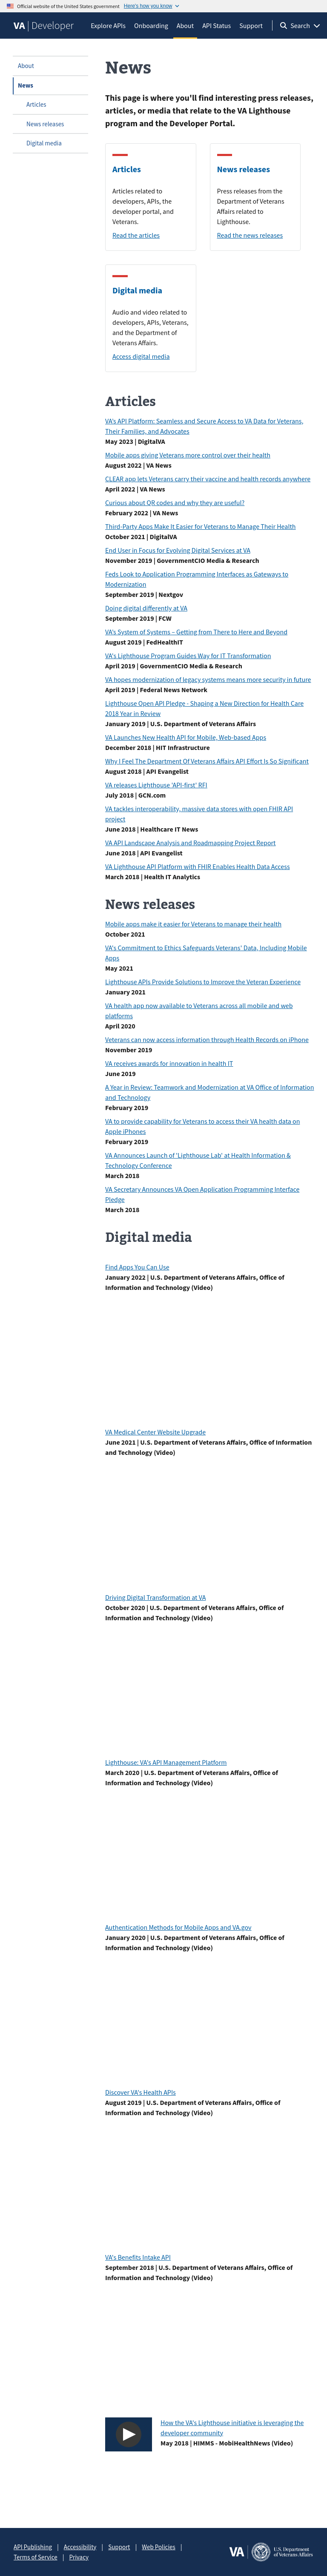 Official website of the United States government Here's how you know
VA | Developer
Explore APIs
Onboarding
About
API Status
Support
Search
About
News
Articles
News releases
Digital media
News
This page is where you'll find interesting press releases,
articles, or media that relate to the VA Lighthouse
program and the Developer Portal.
Articles
Articles related to
developers, APIs, the
developer portal, and
Veterans.
Read the articles
News releases
Press releases from the
Department of Veterans
Affairs related to
Lighthouse.
Read the news releases
Digital media
Audio and video related to
developers, APIs, Veterans,
and the Department of
Veterans Affairs.
Access digital media
Articles
VA's API Platform: Seamless and Secure Access to VA Data for Veterans,
Their Families, and Advocates
May 2023 | DigitalVA
Mobile apps giving Veterans more control over their health
August 2022 | VA News
CLEAR app lets Veterans carry their vaccine and health records anywhere
April 2022 | VA News
Curious about QR codes and why they are useful?
February 2022 | VA News
Third-Party Apps Make It Easier for Veterans to Manage Their Health
October 2021 | DigitalVA
End User in Focus for Evolving Digital Services at VA
November 2019 | GovernmentCIO Media & Research
Feds Look to Application Programming Interfaces as Gateways to
Modernization
September 2019 | Nextgov
Doing digital differently at VA
September 2019 | FCW
VA's System of Systems – Getting from There to Here and Beyond
August 2019 | FedHealthIT
VA's Lighthouse Program Guides Way for IT Transformation
April 2019 | GovernmentCIO Media & Research
VA hopes modernization of legacy systems means more security in future
April 2019 | Federal News Network
Lighthouse Open API Pledge - Shaping a New Direction for Health Care
2018 Year in Review
January 2019 | U.S. Department of Veterans Affairs
VA Launches New Health API for Mobile, Web-based Apps
December 2018 | HIT Infrastructure
Why I Feel The Department Of Veterans Affairs API Effort Is So Significant
August 2018 | API Evangelist
VA releases Lighthouse 'API-first' RFI
July 2018 | GCN.com
VA tackles interoperability, massive data stores with open FHIR API
project
June 2018 | Healthcare IT News
VA API Landscape Analysis and Roadmapping Project Report
June 2018 | API Evangelist
VA Lighthouse API Platform with FHIR Enables Health Data Access
March 2018 | Health IT Analytics
News releases
Mobile apps make it easier for Veterans to manage their health
October 2021
VA's Commitment to Ethics Safeguards Veterans' Data, Including Mobile
Apps
May 2021
Lighthouse APIs Provide Solutions to Improve the Veteran Experience
January 2021
VA health app now available to Veterans across all mobile and web
platforms
April 2020
Veterans can now access information through Health Records on iPhone
November 2019
VA receives awards for innovation in health IT
June 2019
A Year in Review: Teamwork and Modernization at VA Office of Information
and Technology
February 2019
VA to provide capability for Veterans to access their VA health data on
Apple iPhones
February 2019
VA Announces Launch of 'Lighthouse Lab' at Health Information &
Technology Conference
March 2018
VA Secretary Announces VA Open Application Programming Interface
Pledge
March 2018
Digital media
Find Apps You Can Use
January 2022 | U.S. Department of Veterans Affairs, Office of
Information and Technology (Video)
VA Medical Center Website Upgrade
June 2021 | U.S. Department of Veterans Affairs, Office of Information
and Technology (Video)
Driving Digital Transformation at VA
October 2020 | U.S. Department of Veterans Affairs, Office of
Information and Technology (Video)
Lighthouse: VA's API Management Platform
March 2020 | U.S. Department of Veterans Affairs, Office of
Information and Technology (Video)
Authentication Methods for Mobile Apps and VA.gov
January 2020 | U.S. Department of Veterans Affairs, Office of
Information and Technology (Video)
Discover VA's Health APIs
August 2019 | U.S. Department of Veterans Affairs, Office of
Information and Technology (Video)
VA's Benefits Intake API
September 2018 | U.S. Department of Veterans Affairs, Office of
Information and Technology (Video)
How the VA's Lighthouse initiative is leveraging the
developer community
May 2018 | HIMMS - MobiHealthNews (Video)
API Publishing | Accessibility | Support | Web Policies |
Terms of Service | Privacy
VA | U.S. Department
of Veterans Affairs